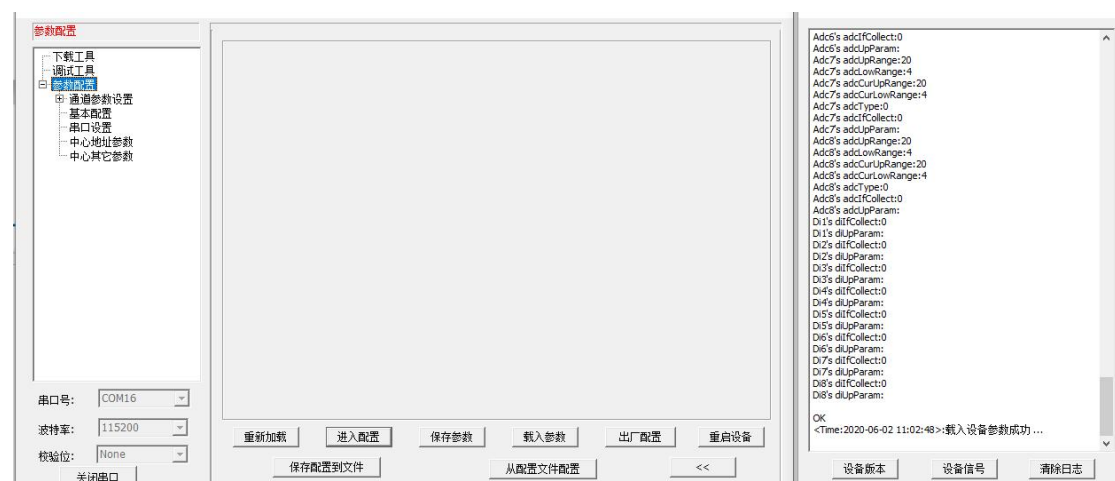 参数配置
下载工具
调试工具
参数配置
通道参数设置
基本配置
串口设置
中心地址参数
中心其它参数
串口号: COM16
波特率: 115200
校验位: None
关闭串口
重新加载 进入配置 保存参数 载入参数 出厂配置 重启设备
保存配置到文件 从配置文件配置 <<
Adc6's adcIfCollect:0
Adc6's adcUpParam:
Adc7's adcUpRange:20
Adc7's adcLowRange:4
Adc7's adcCurUpRange:20
Adc7's adcCurLowRange:4
Adc7's adcType:0
Adc7's adcIfCollect:0
Adc7's adcUpParam:
Adc8's adcUpRange:20
Adc8's adcLowRange:4
Adc8's adcCurUpRange:20
Adc8's adcCurLowRange:4
Adc8's adcType:0
Adc8's adcIfCollect:0
Adc8's adcUpParam:
Di1's diIfCollect:0
Di1's diUpParam:
Di2's diIfCollect:0
Di2's diUpParam:
Di3's diIfCollect:0
Di3's diUpParam:
Di4's diIfCollect:0
Di4's diUpParam:
Di5's diIfCollect:0
Di5's diUpParam:
Di6's diIfCollect:0
Di6's diUpParam:
Di7's diIfCollect:0
Di7's diUpParam:
Di8's diIfCollect:0
Di8's diUpParam:
OK
<Time:2020-06-02 11:02:48>:载入设备参数成功 ...
设备版本 设备信号 清除日志